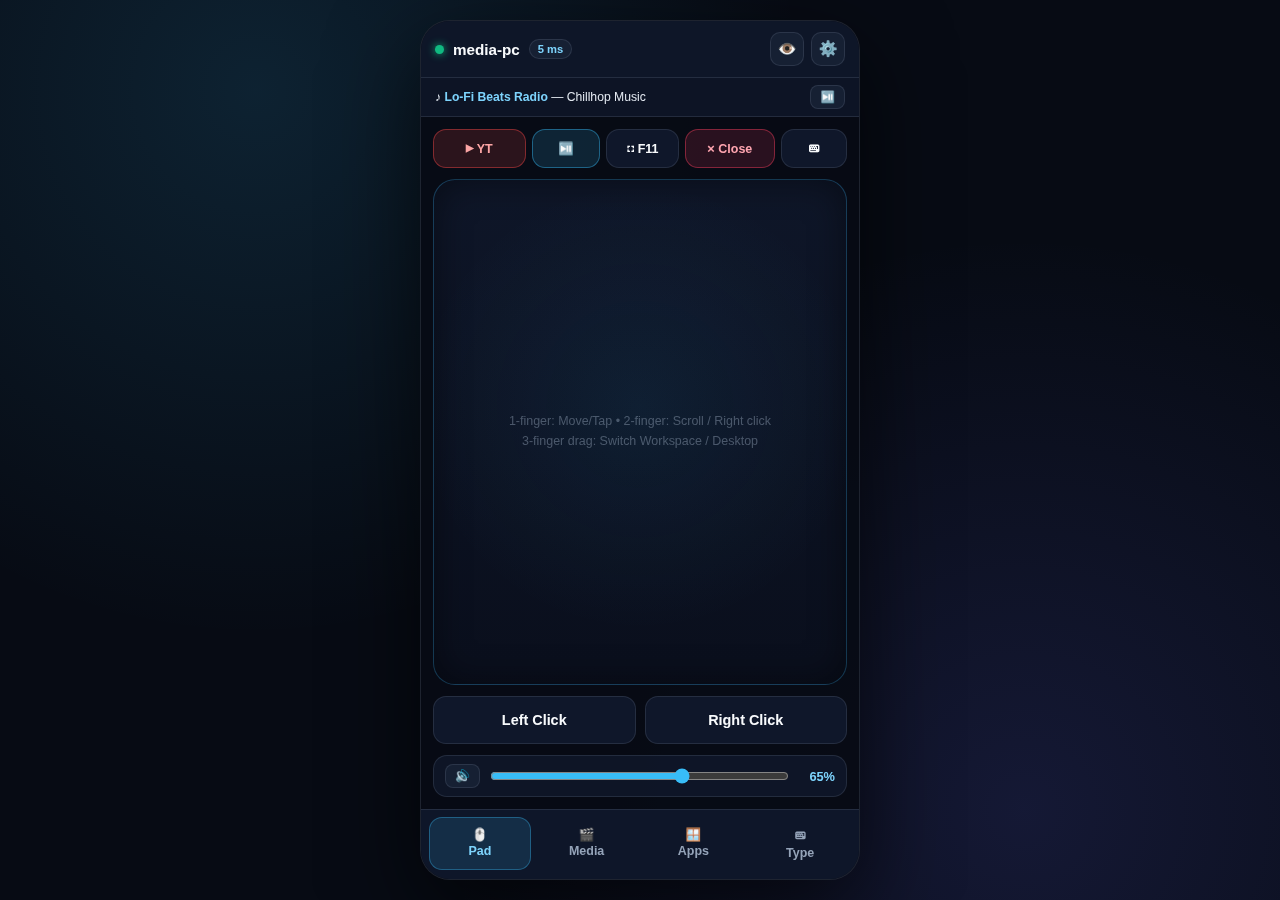 media-pc 5 ms
♪ Lo-Fi Beats Radio — Chillhop Music
▶ YT
F11
× Close
1-finger: Move/Tap • 2-finger: Scroll / Right click
3-finger drag: Switch Workspace / Desktop
Left Click
Right Click
65%
Pad
Media
Apps
Type